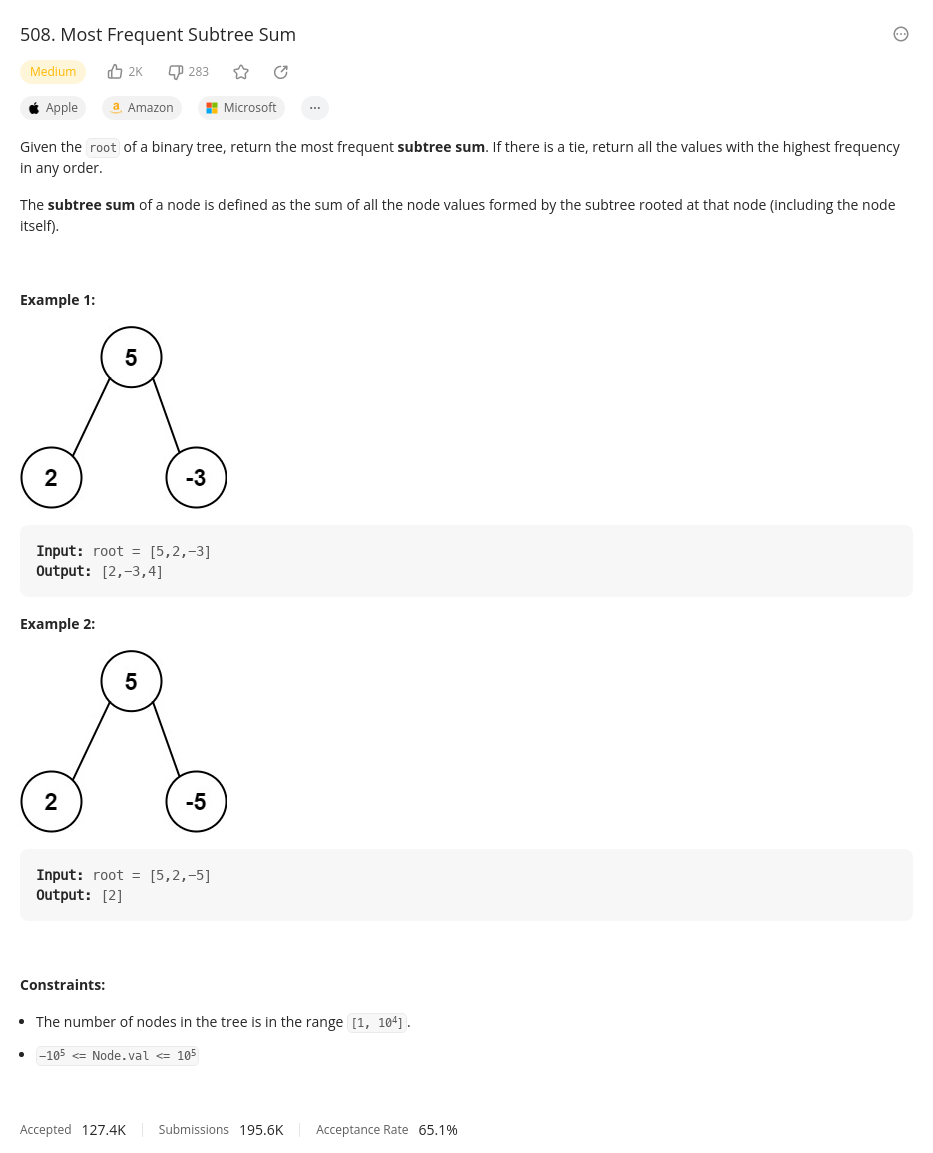 508. Most Frequent Subtree Sum
Medium 2K 283
Apple Amazon Microsoft ...
Given the root of a binary tree, return the most frequent subtree sum. If there is a tie, return all the values with the highest frequency
in any order.
The subtree sum of a node is defined as the sum of all the node values formed by the subtree rooted at that node (including the node
itself).
Example 1:
5
2 -3
Input: root = [5,2,-3]
Output: [2,-3,4]
Example 2:
5
2 -5
Input: root = [5,2,-5]
Output: [2]
Constraints:
• The number of nodes in the tree is in the range [1, 10⁴].
• -10⁵ <= Node.val <= 10⁵
Accepted 127.4K Submissions 195.6K Acceptance Rate 65.1%